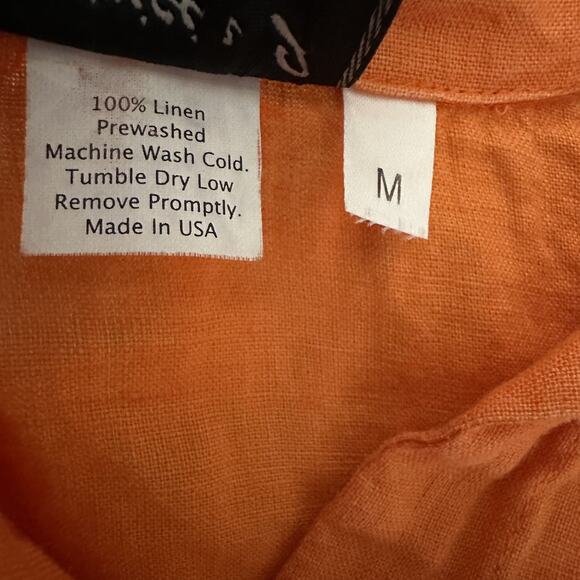 100% Linen
Prewashed
Machine Wash Cold.
Tumble Dry Low
Remove Promptly.
Made In USA
M